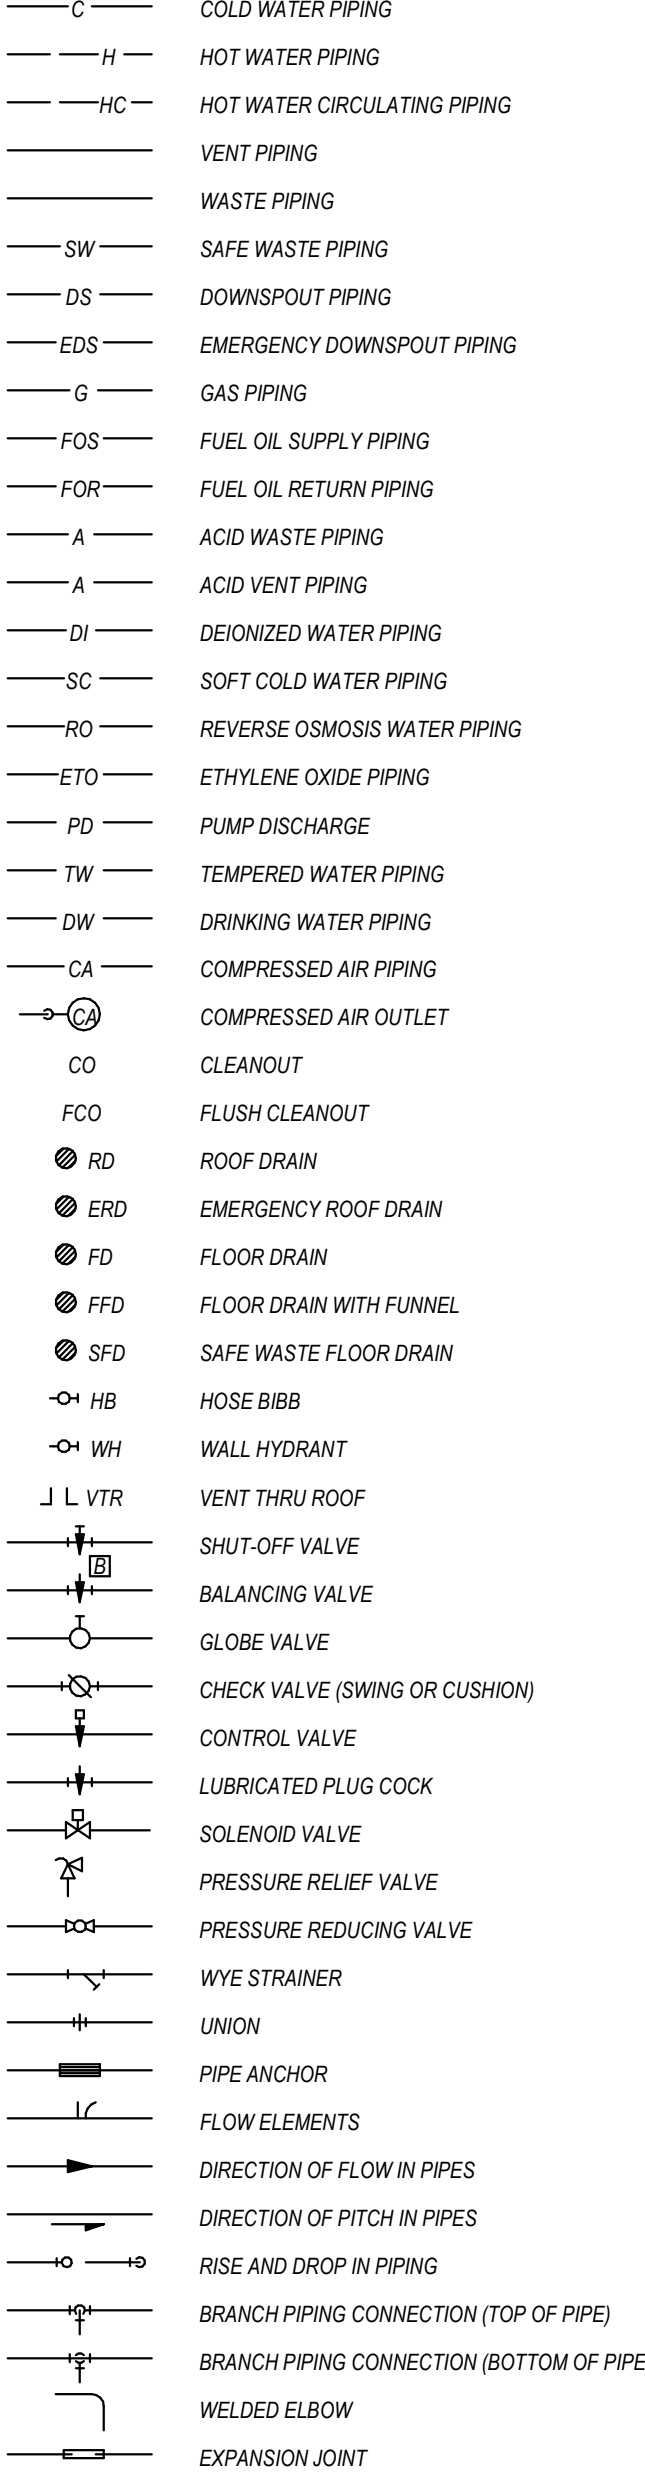 C COLD WATER PIPING
H HOT WATER PIPING
HC HOT WATER CIRCULATING PIPING
VENT PIPING
WASTE PIPING
SW SAFE WASTE PIPING
DS DOWNSPOUT PIPING
EDS EMERGENCY DOWNSPOUT PIPING
G GAS PIPING
FOS FUEL OIL SUPPLY PIPING
FOR FUEL OIL RETURN PIPING
A ACID WASTE PIPING
A ACID VENT PIPING
DI DEIONIZED WATER PIPING
SC SOFT COLD WATER PIPING
RO REVERSE OSMOSIS WATER PIPING
ETO ETHYLENE OXIDE PIPING
PD PUMP DISCHARGE
TW TEMPERED WATER PIPING
DW DRINKING WATER PIPING
CA COMPRESSED AIR PIPING
CA COMPRESSED AIR OUTLET
CO CLEANOUT
FCO FLUSH CLEANOUT
RD ROOF DRAIN
ERD EMERGENCY ROOF DRAIN
FD FLOOR DRAIN
FFD FLOOR DRAIN WITH FUNNEL
SFD SAFE WASTE FLOOR DRAIN
HB HOSE BIBB
WH WALL HYDRANT
VTR VENT THRU ROOF
SHUT-OFF VALVE
B
BALANCING VALVE
GLOBE VALVE
CHECK VALVE (SWING OR CUSHION)
CONTROL VALVE
LUBRICATED PLUG COCK
SOLENOID VALVE
PRESSURE RELIEF VALVE
PRESSURE REDUCING VALVE
WYE STRAINER
UNION
PIPE ANCHOR
FLOW ELEMENTS
DIRECTION OF FLOW IN PIPES
DIRECTION OF PITCH IN PIPES
RISE AND DROP IN PIPING
BRANCH PIPING CONNECTION (TOP OF PIPE)
BRANCH PIPING CONNECTION (BOTTOM OF PIPE
WELDED ELBOW
EXPANSION JOINT